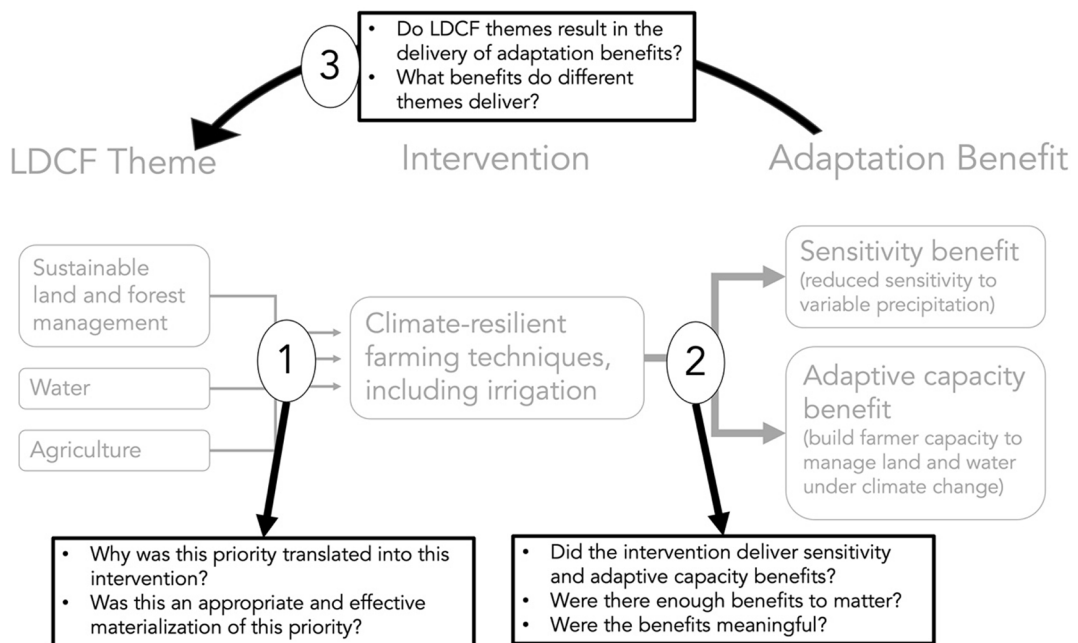 3
• Do LDCF themes result in the
delivery of adaptation benefits?
• What benefits do different
themes deliver?
LDCF Theme
Intervention
Adaptation Benefit
Sustainable
land and forest
management
Water
Agriculture
1
Climate-resilient
farming techniques,
including irrigation
2
Sensitivity benefit
(reduced sensitivity to
variable precipitation)
Adaptive capacity
benefit
(build farmer capacity to
manage land and water
under climate change)
• Why was this priority translated into this
intervention?
• Was this an appropriate and effective
materialization of this priority?
• Did the intervention deliver sensitivity
and adaptive capacity benefits?
• Were there enough benefits to matter?
• Were the benefits meaningful?